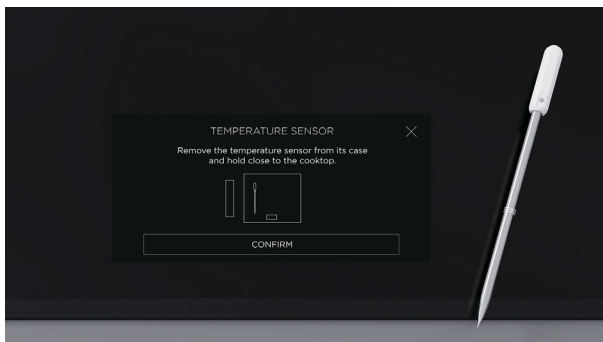 TEMPERATURE SENSOR
Remove the temperature sensor from its case
and hold close to the cooktop.
CONFIRM